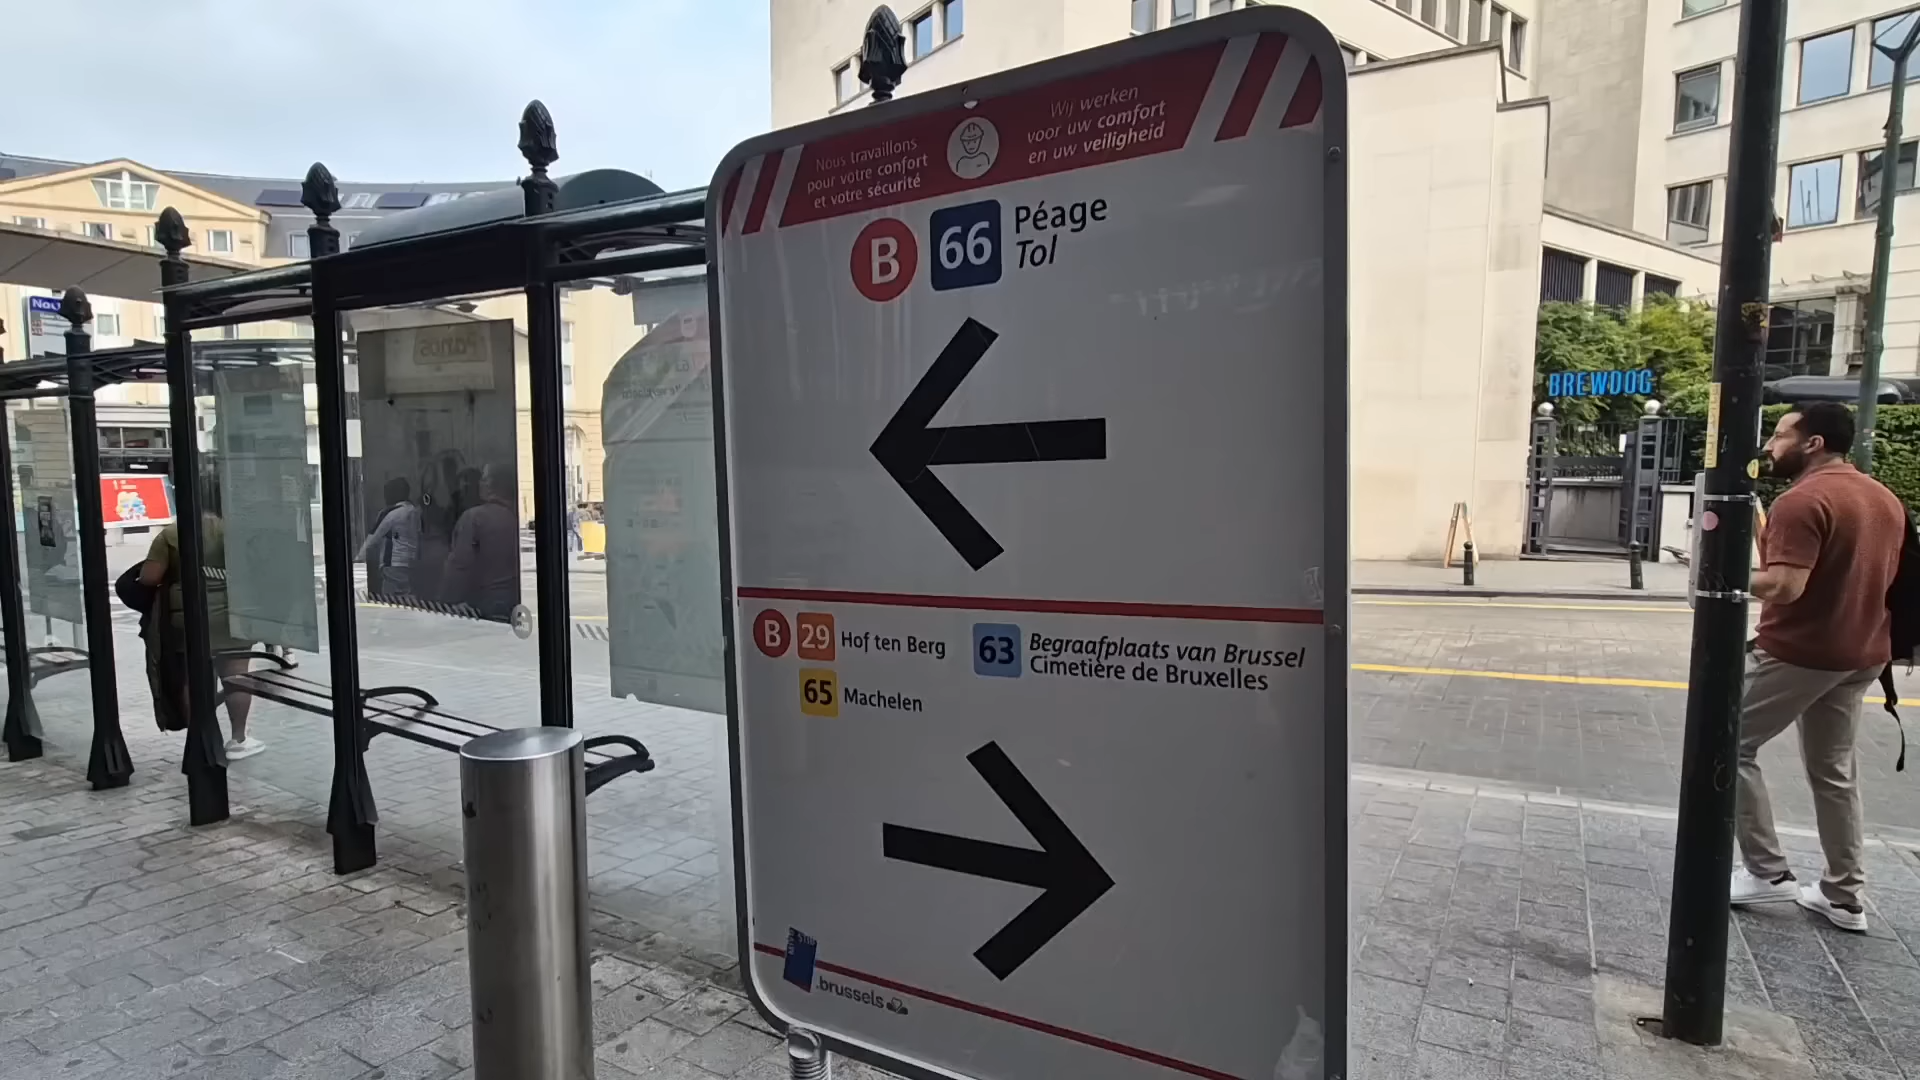 Nous travaillons
pour votre confort
et votre sécurité
Wij werken
voor uw comfort
en uw veiligheid
B 66 Péage
Tol
B 29 Hof ten Berg
65 Machelen
63 Begraafplaats van Brussel
Cimetière de Bruxelles
.brussels
BREWDOG
Panos